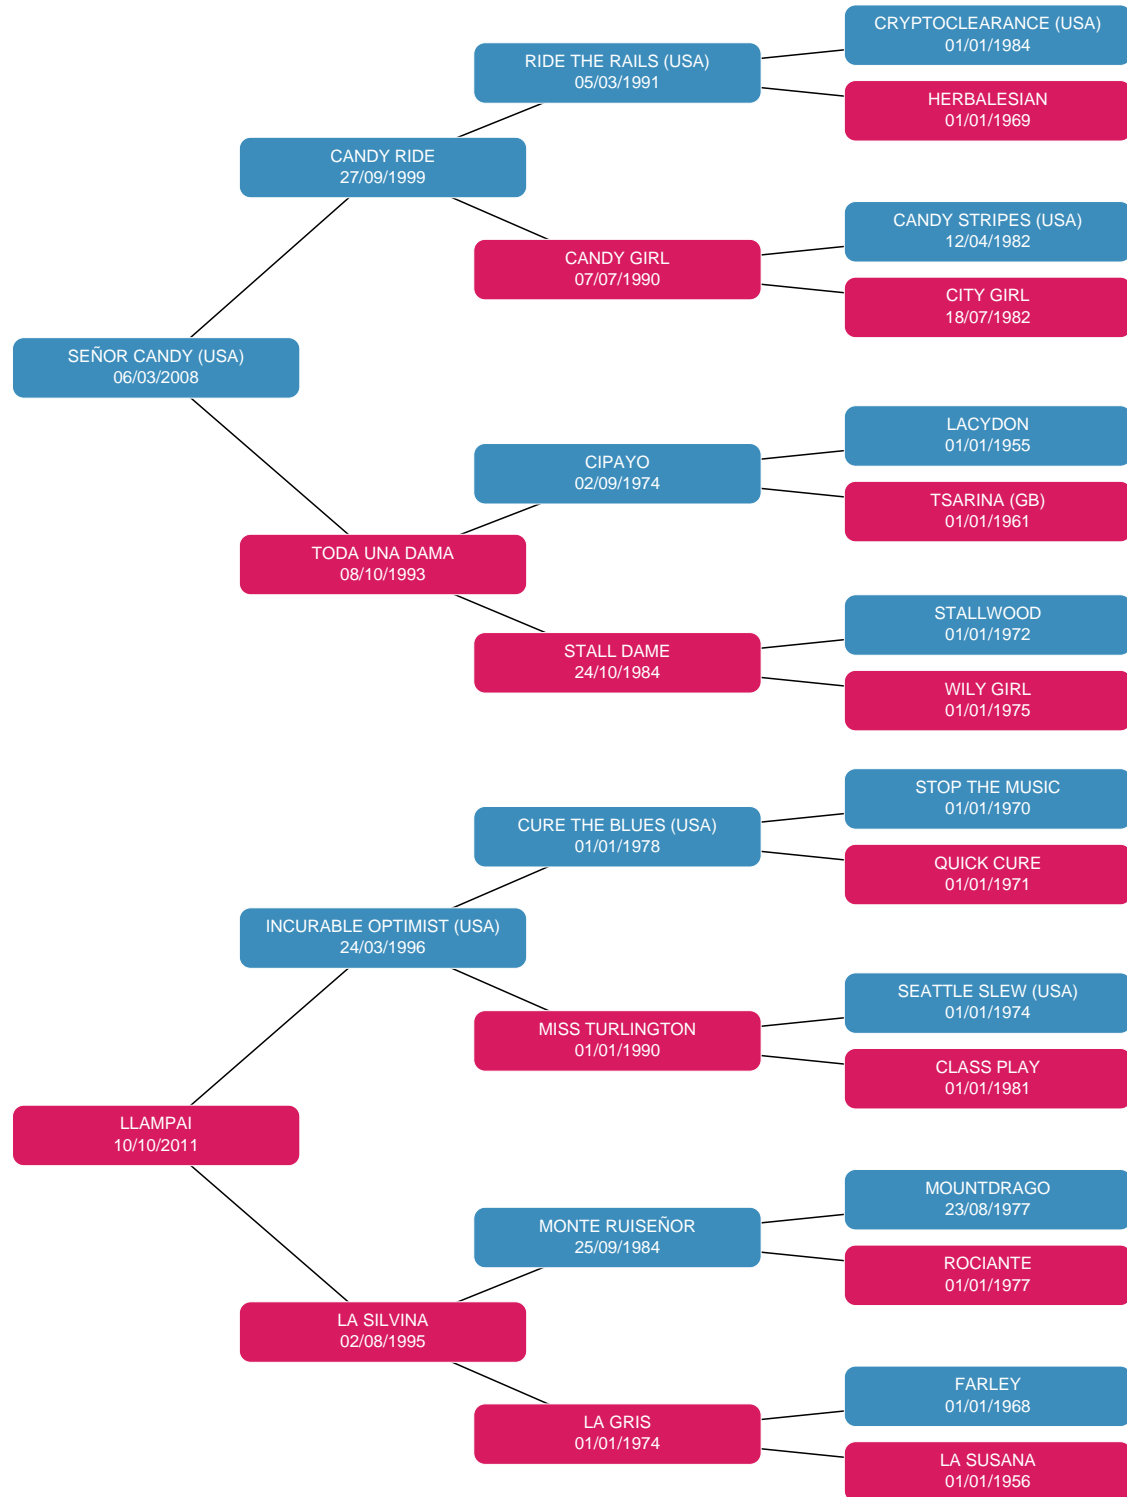 CRYPTOCLEARANCE (USA)
01/01/1984
RIDE THE RAILS (USA)
05/03/1991
HERBALESIAN
01/01/1969
CANDY RIDE
27/09/1999
CANDY STRIPES (USA)
12/04/1982
CANDY GIRL
07/07/1990
CITY GIRL
18/07/1982
SEÑOR CANDY (USA)
06/03/2008
LACYDON
01/01/1955
CIPAYO
02/09/1974
TSARINA (GB)
01/01/1961
TODA UNA DAMA
08/10/1993
STALLWOOD
01/01/1972
STALL DAME
24/10/1984
WILY GIRL
01/01/1975
STOP THE MUSIC
01/01/1970
CURE THE BLUES (USA)
01/01/1978
QUICK CURE
01/01/1971
INCURABLE OPTIMIST (USA)
24/03/1996
SEATTLE SLEW (USA)
01/01/1974
MISS TURLINGTON
01/01/1990
CLASS PLAY
01/01/1981
LLAMPAI
10/10/2011
MOUNTDRAGO
23/08/1977
MONTE RUISEÑOR
25/09/1984
ROCIANTE
01/01/1977
LA SILVINA
02/08/1995
FARLEY
01/01/1968
LA GRIS
01/01/1974
LA SUSANA
01/01/1956